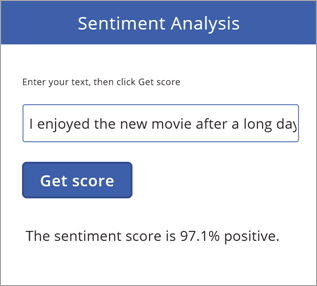 Sentiment Analysis
Enter your text, then click Get score
I enjoyed the new movie after a long day
Get score
The sentiment score is 97.1% positive.